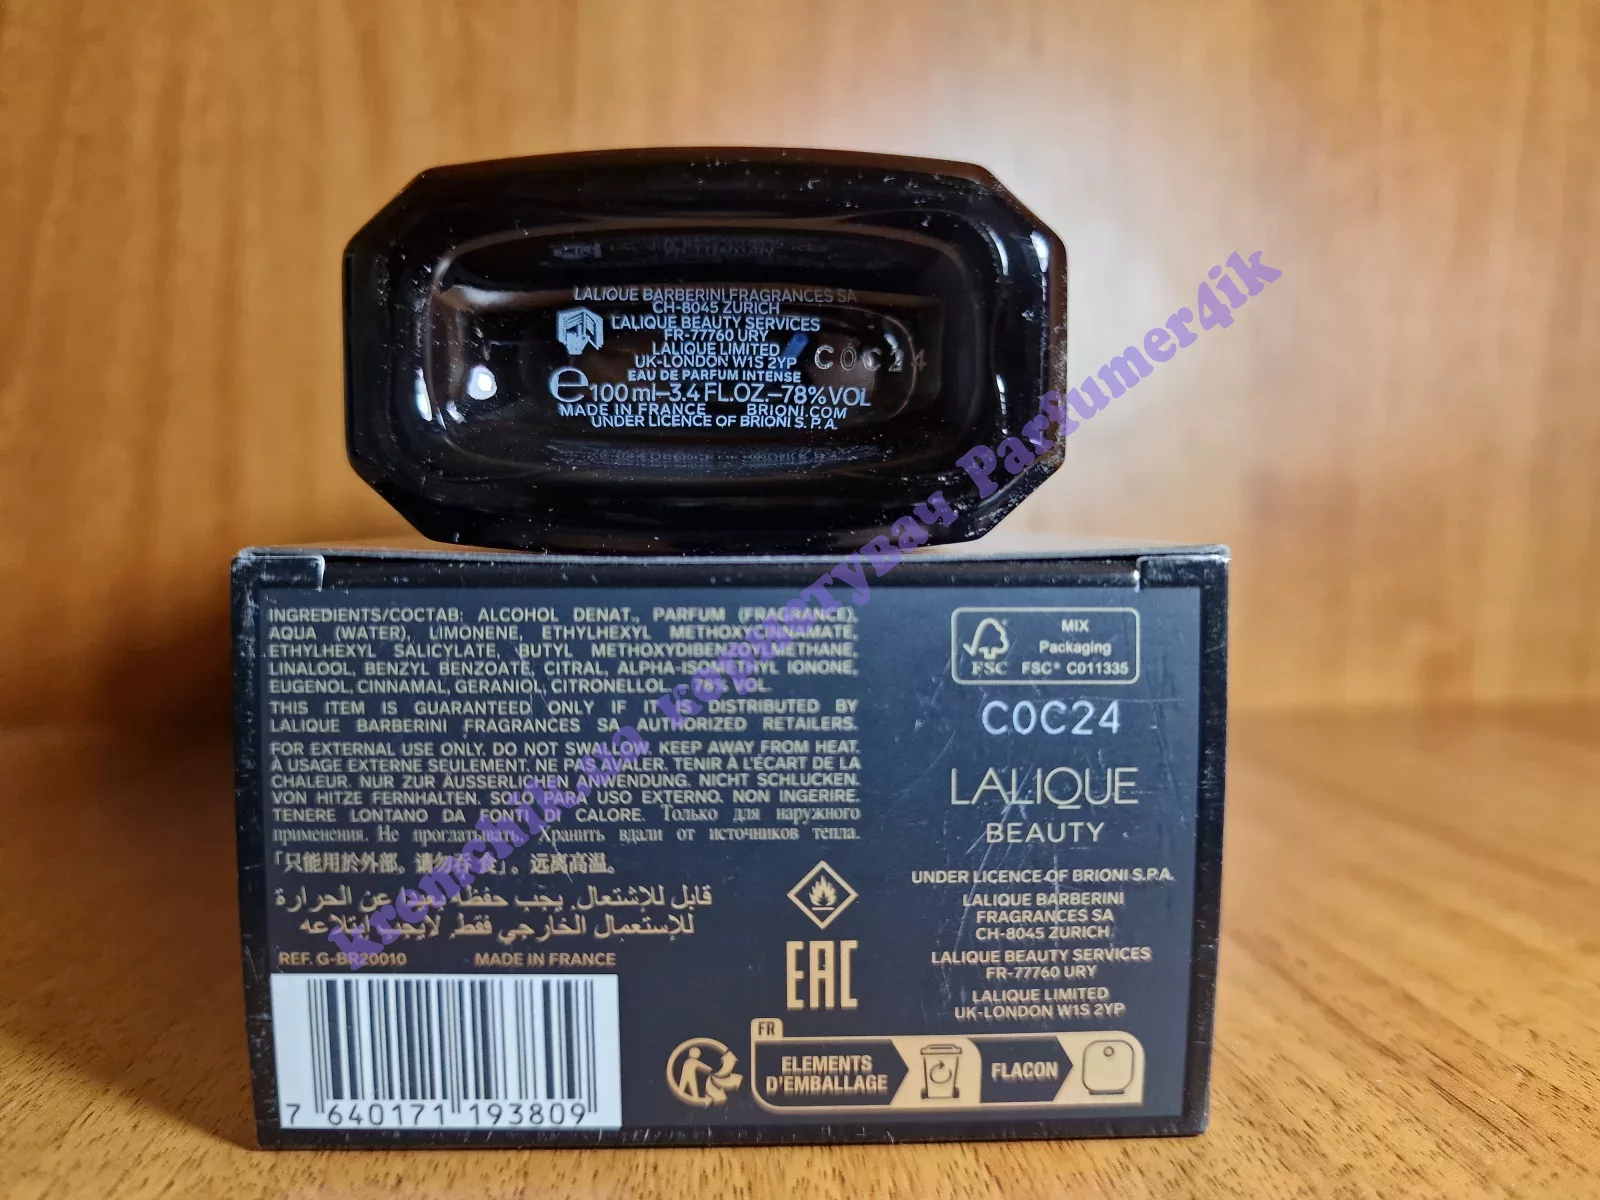 LALIQUE BARBERINI FRAGRANCES SA
CH-8045 ZURICH
LALIQUE BEAUTY SERVICES
FR-77760 URY
LALIQUE LIMITED
UK-LONDON W1S 2YP
C0C24
EAU DE PARFUM INTENSE
e 100 ml-3.4 FL.OZ.-78% VOL
MADE IN FRANCE BRIONI.COM
UNDER LICENCE OF BRIONI S.P.A.
INGREDIENTS/СОСТАВ: ALCOHOL DENAT., PARFUM (FRAGRANCE),
AQUA (WATER), LIMONENE, ETHYLHEXYL METHOXYCINNAMATE,
ETHYLHEXYL SALICYLATE, BUTYL METHOXYDIBENZOYLMETHANE,
LINALOOL, BENZYL BENZOATE, CITRAL, ALPHA-ISOMETHYL IONONE,
EUGENOL, CINNAMAL, GERANIOL, CITRONELLOL. – 78% VOL.
THIS ITEM IS GUARANTEED ONLY IF IT IS DISTRIBUTED BY
LALIQUE BARBERINI FRAGRANCES SA AUTHORIZED RETAILERS.
FOR EXTERNAL USE ONLY. DO NOT SWALLOW. KEEP AWAY FROM HEAT.
À USAGE EXTERNE SEULEMENT. NE PAS AVALER. TENIR À L'ÉCART DE LA
CHALEUR. NUR ZUR ÄUSSERLICHEN ANWENDUNG. NICHT SCHLUCKEN.
VON HITZE FERNHALTEN. SOLO PARA USO EXTERNO. NON INGERIRE.
TENERE LONTANO DA FONTI DI CALORE. Только для наружного
применения. Не проглатывать. Хранить вдали от источников тепла.
「只能用於外部。请勿吞 食」。远离高温。
قابل للإشتعال. يجب حفظه بعيد عن الحرارة
للإستعمال الخارجي فقط. لايجب ابتلاعه
REF. G-BR20010 MADE IN FRANCE
7 640171 193809
MIX
Packaging
FSC FSC® C011335
C0C24
LALIQUE
BEAUTY
UNDER LICENCE OF BRIONI S.P.A.
LALIQUE BARBERINI
FRAGRANCES SA
CH-8045 ZURICH
LALIQUE BEAUTY SERVICES
FR-77760 URY
LALIQUE LIMITED
UK-LONDON W1S 2YP
EAC
FR
ELEMENTS
D'EMBALLAGE
FLACON
kremenik.ua користувач Parfumer4ik